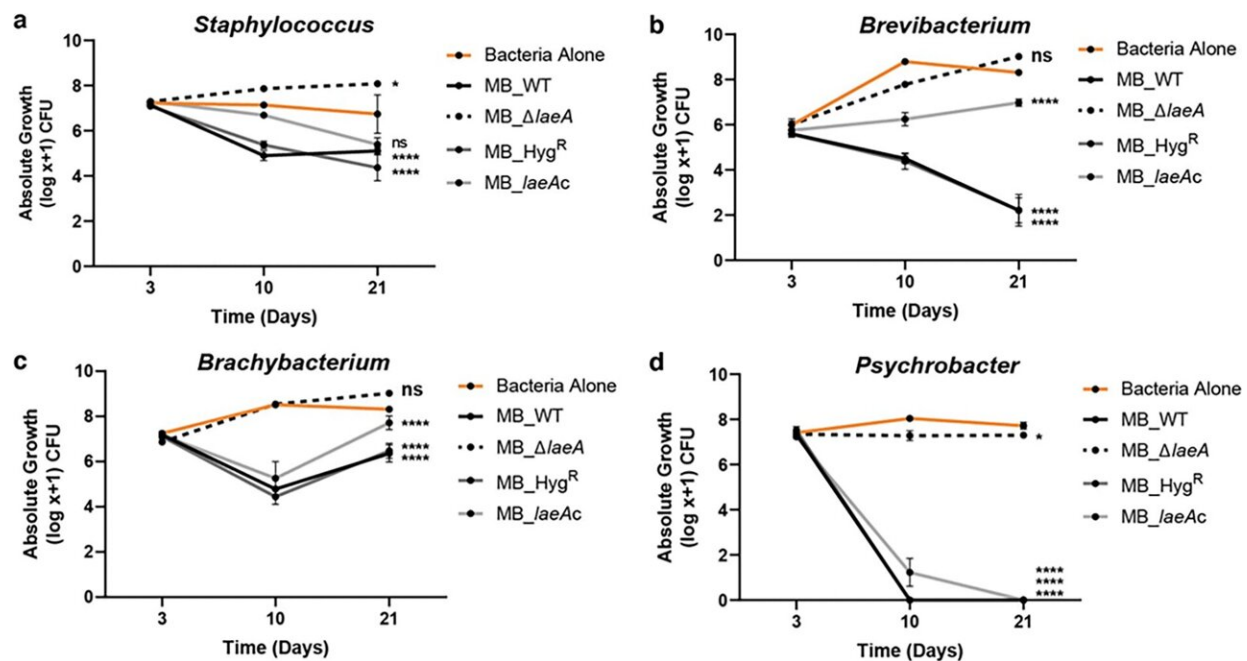 a
Staphylococcus
Absolute Growth
(log x+1) CFU
10
8
6
4
2
0
3
10
21
Time (Days)
*
ns
****
****
Bacteria Alone
MB_WT
MB_ΔlaeA
MB_Hygᴿ
MB_laeAc
b
Brevibacterium
Absolute Growth
(log x+1) CFU
10
8
6
4
2
0
3
10
21
Time (Days)
ns
****
****
****
Bacteria Alone
MB_WT
MB_ΔlaeA
MB_Hygᴿ
MB_laeAc
c
Brachybacterium
Absolute Growth
(log x+1) CFU
10
8
6
4
2
0
3
10
21
Time (Days)
ns
****
****
****
Bacteria Alone
MB_WT
MB_ΔlaeA
MB_Hygᴿ
MB_laeAc
d
Psychrobacter
Absolute Growth
(log x+1) CFU
10
8
6
4
2
0
3
10
21
Time (Days)
*
****
****
****
Bacteria Alone
MB_WT
MB_ΔlaeA
MB_Hygᴿ
MB_laeAc